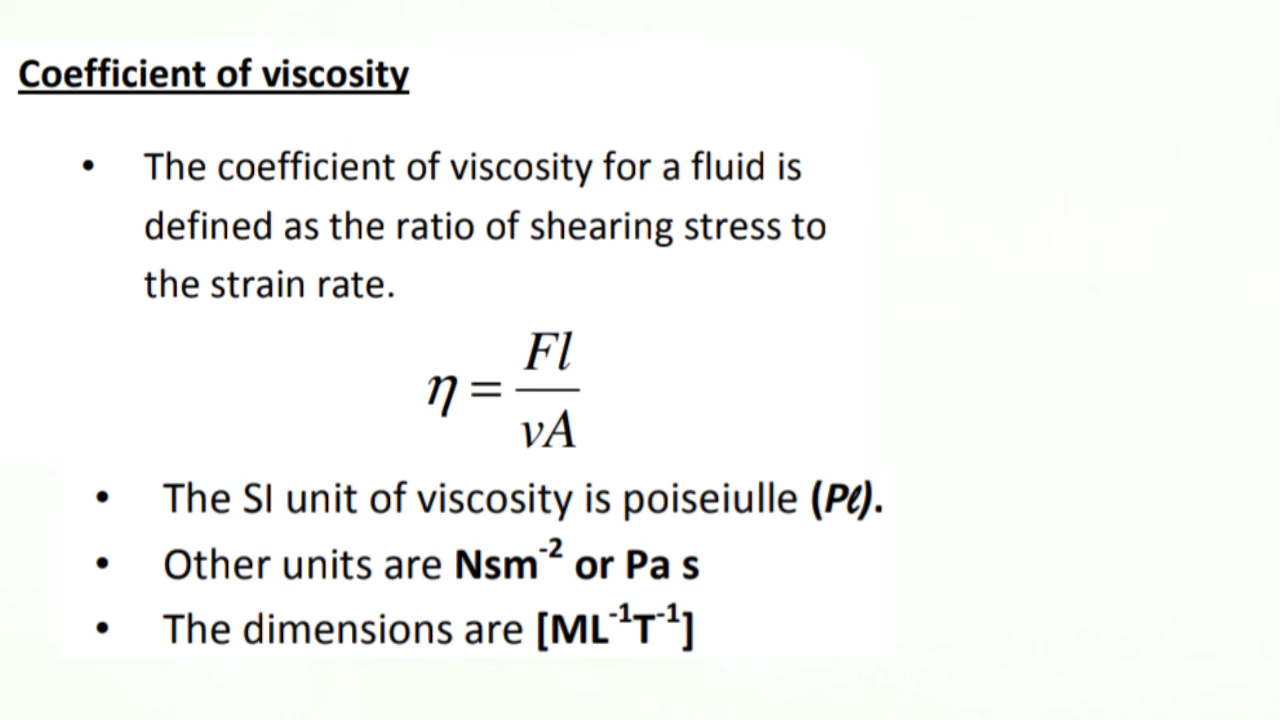 Coefficient of viscosity
• The coefficient of viscosity for a fluid is
defined as the ratio of shearing stress to
the strain rate.
η = Fl / vA
• The SI unit of viscosity is poiseiulle (Pℓ).
• Other units are Nsm⁻² or Pa s
• The dimensions are [ML⁻¹T⁻¹]